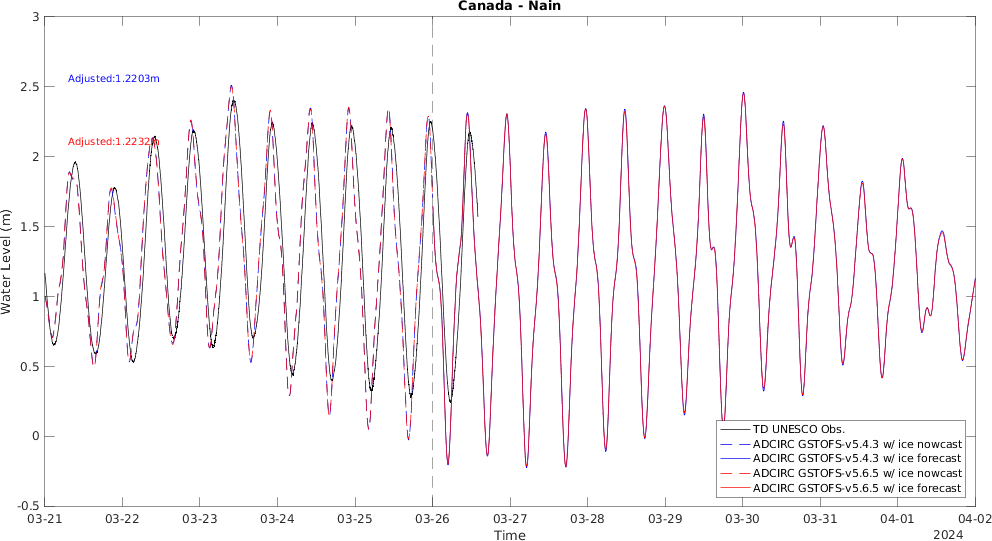 Canada - Nain
3
2.5
2
1.5
1
0.5
0
-0.5
Water Level (m)
Adjusted:1.2203m
Adjusted:1.2232m
TD UNESCO Obs.
ADCIRC GSTOFS-v5.4.3 w/ ice nowcast
ADCIRC GSTOFS-v5.4.3 w/ ice forecast
ADCIRC GSTOFS-v5.6.5 w/ ice nowcast
ADCIRC GSTOFS-v5.6.5 w/ ice forecast
03-21 03-22 03-23 03-24 03-25 03-26 03-27 03-28 03-29 03-30 03-31 04-01 04-02
Time
2024